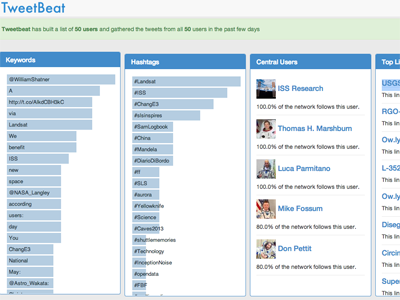 TweetBeat
Tweetbeat has built a list of 50 users and gathered the tweets from all 50 users in the past few days
Keywords
@WilliamShatner
A
via
Landsat
We
benefit
ISS
new
space
@NASA_Langley
according
users:
day
You
ChangE3
National
May:
@Astro_Wakata:
Hashtags
#Landsat
#ISS
#ChangE3
#slsinspires
#SamLogbook
#China
#Mandela
#DiarioDiBordo
#ff
#SLS
#aurora
#Yellowknife
#Science
#Caves2013
#shuttlememories
#Technology
#InceptionNoise
#opendata
#FBF
Central Users
ISS Research
100.0% of the network follows this user.
Thomas H. Marshburn
100.0% of the network follows this user.
Luca Parmitano
100.0% of the network follows this user.
Mike Fossum
80.0% of the network follows this user.
Don Pettit
80.0% of the network follows this user.
Top Li
USGS
This lin
RGO-
This lin
Ow.ly
This lin
L-352
This lin
Ow.ly
This lin
Ow.ly
This lin
Diseg
This lin
Circin
This lin
Super
This lin